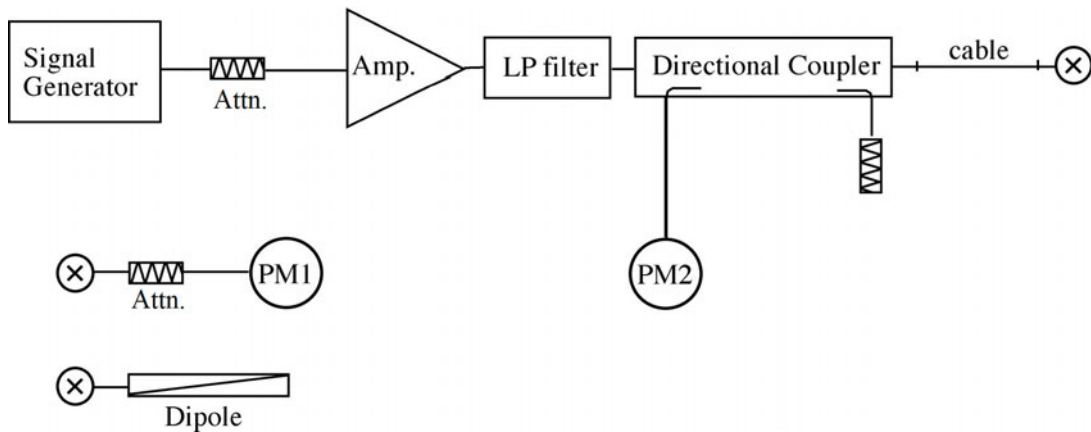 Signal
Generator
Attn.
Amp.
LP filter
Directional Coupler
cable
Attn.
PM1
PM2
Dipole